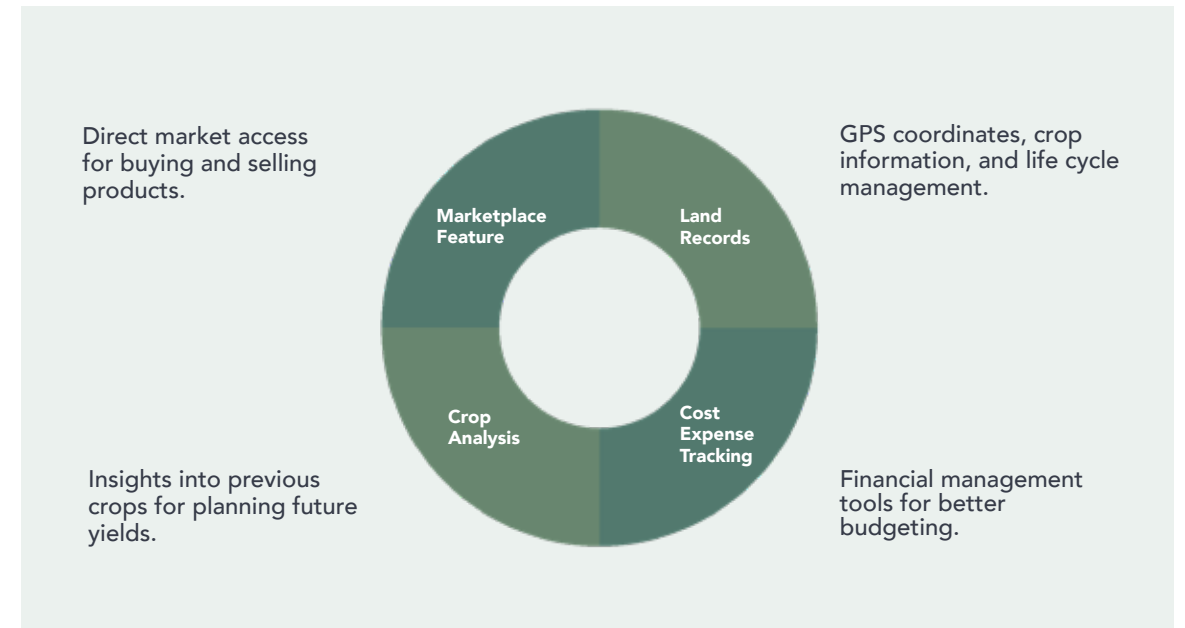 Direct market access
for buying and selling
products.
Marketplace
Feature
Land
Records
GPS coordinates, crop
information, and life cycle
management.
Insights into previous
crops for planning future
yields.
Crop
Analysis
Cost
Expense
Tracking
Financial management
tools for better
budgeting.